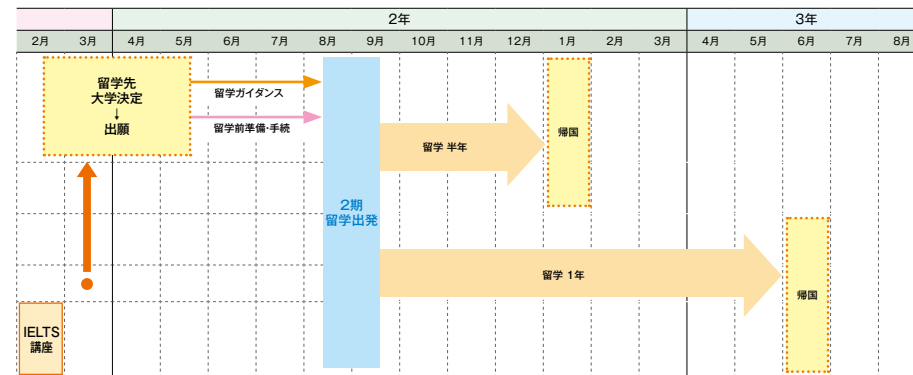 2年
3年
2月 3月 4月 5月 6月 7月 8月 9月 10月 11月 12月 1月 2月 3月 4月 5月 6月 7月 8月
留学先
大学決定
↓
出願
留学ガイダンス
留学前準備・手続
2期
留学出発
留学 半年
帰国
留学 1年
帰国
IELTS
講座